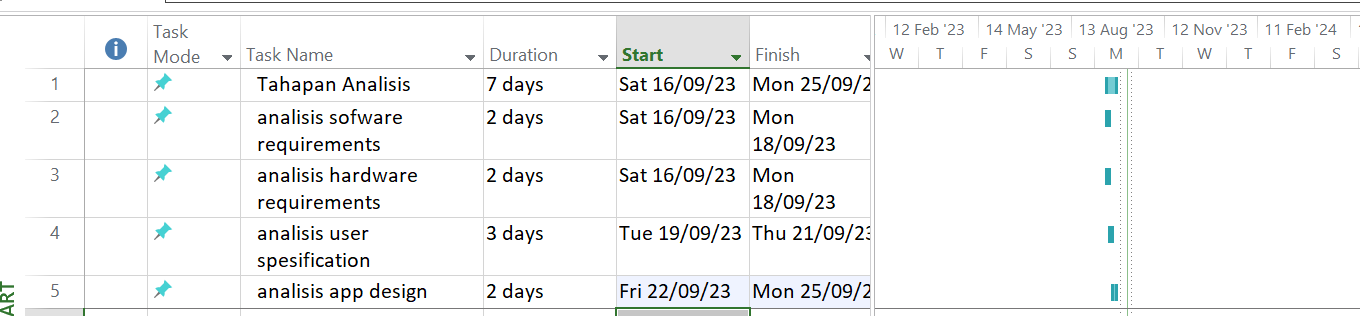 12 Feb '23 14 May '23 13 Aug '23 12 Nov '23 11 Feb '24
Task Mode Task Name Duration Start Finish W T F S S M T W T F S
1 Tahapan Analisis 7 days Sat 16/09/23 Mon 25/09/2
2 analisis sofware requirements 2 days Sat 16/09/23 Mon 18/09/23
3 analisis hardware requirements 2 days Sat 16/09/23 Mon 18/09/23
4 analisis user spesification 3 days Tue 19/09/23 Thu 21/09/23
5 analisis app design 2 days Fri 22/09/23 Mon 25/09/2
ART